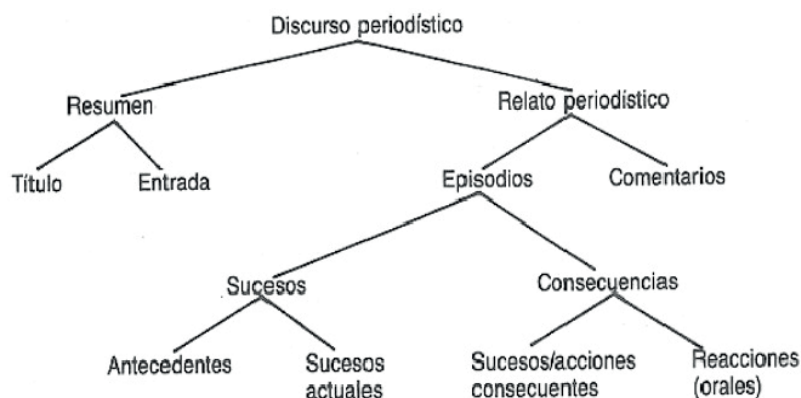 Discurso periodístico
Resumen
Relato periodístico
Título
Entrada
Episodios
Comentarios
Sucesos
Consecuencias
Antecedentes
Sucesos
actuales
Sucesos/acciones
consecuentes
Reacciones
(orales)